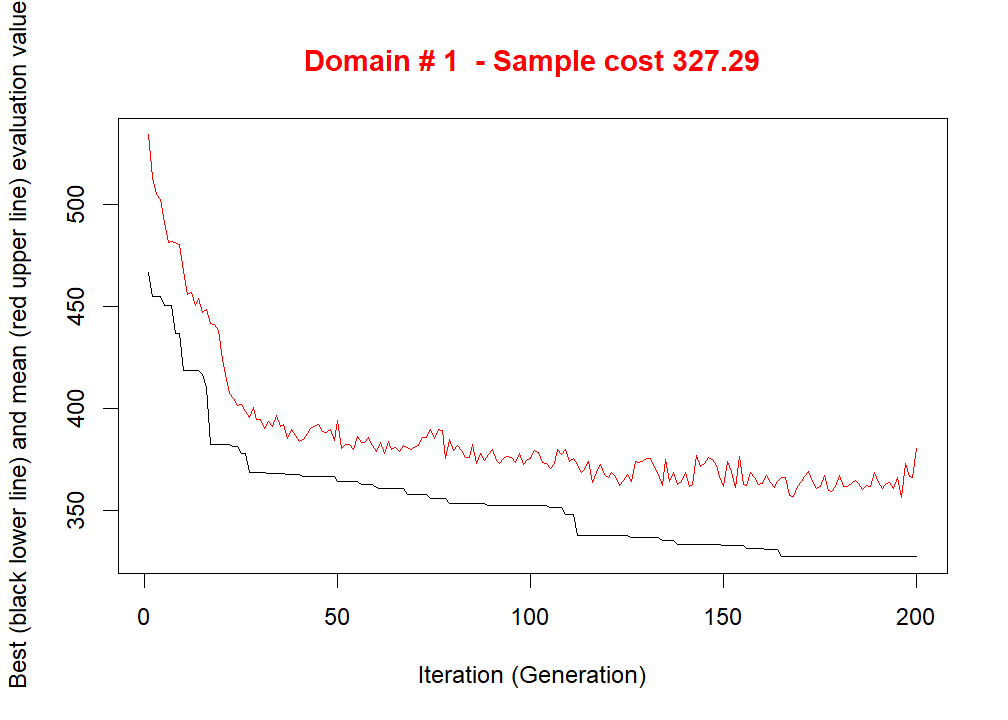 Domain # 1  - Sample cost 327.29
Best (black lower line) and mean (red upper line) evaluation value
500
450
400
350
0 50 100 150 200
Iteration (Generation)